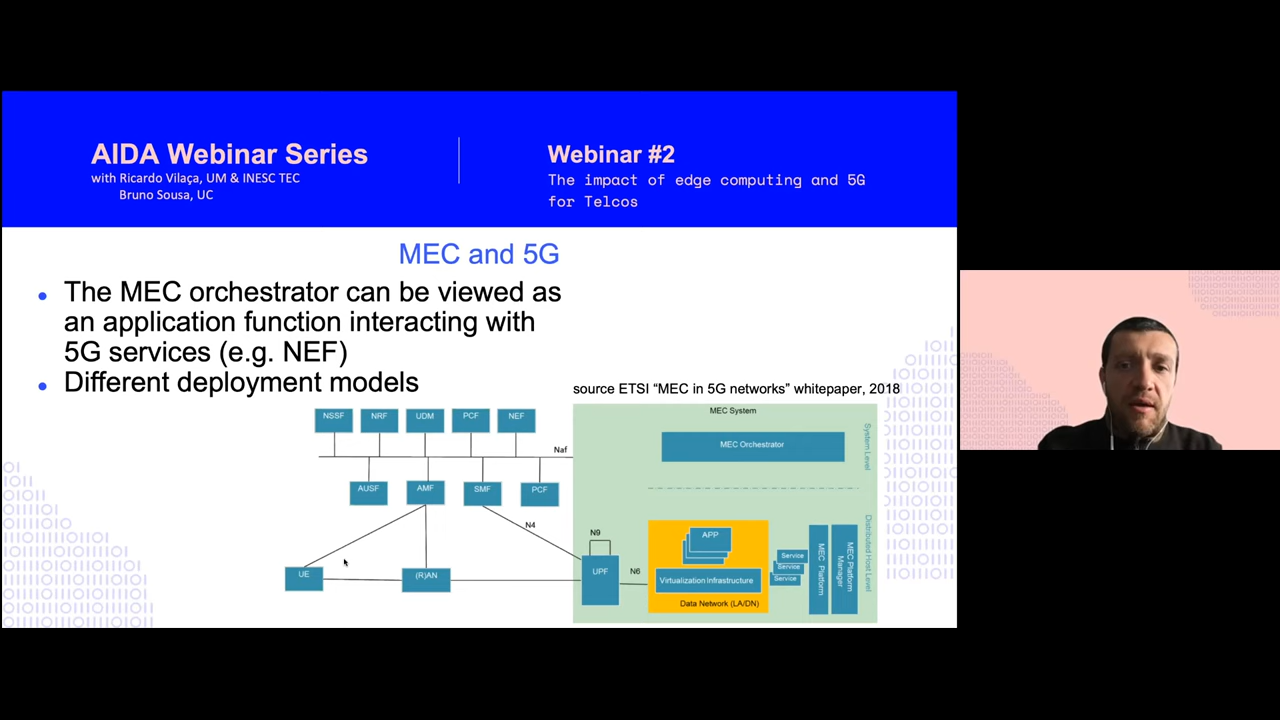 AIDA Webinar Series
with Ricardo Vilaça, UM & INESC TEC
Bruno Sousa, UC
Webinar #2
The impact of edge computing and 5G
for Telcos
MEC and 5G
• The MEC orchestrator can be viewed as
an application function interacting with
5G services (e.g. NEF)
• Different deployment models
source ETSI “MEC in 5G networks” whitepaper, 2018
NSSF
NRF
UDM
PCF
NEF
Naf
AUSF
AMF
SMF
PCF
N4
UE
(R)AN
MEC System
MEC Orchestrator
System Level
N9
UPF
N6
APP
Virtualization Infrastructure
Data Network (LA/DN)
Service
Service
Service
MEC Platform
MEC Platform
Manager
Distributed Host Level